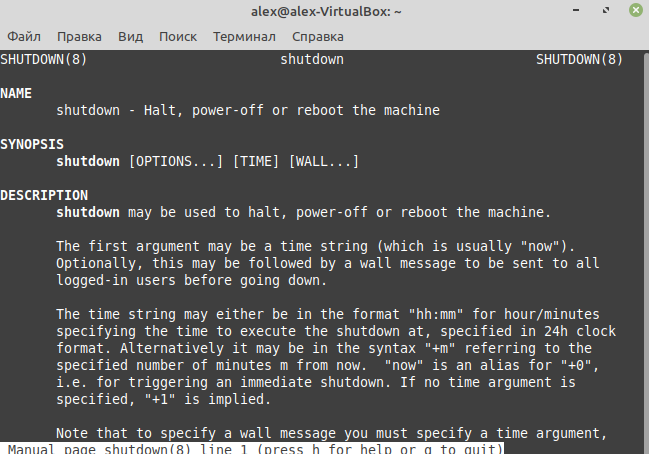 alex@alex-VirtualBox: ~
Файл Правка Вид Поиск Терминал Справка
SHUTDOWN(8) shutdown SHUTDOWN(8)
NAME
shutdown - Halt, power-off or reboot the machine
SYNOPSIS
shutdown [OPTIONS...] [TIME] [WALL...]
DESCRIPTION
shutdown may be used to halt, power-off or reboot the machine.
The first argument may be a time string (which is usually "now").
Optionally, this may be followed by a wall message to be sent to all
logged-in users before going down.
The time string may either be in the format "hh:mm" for hour/minutes
specifying the time to execute the shutdown at, specified in 24h clock
format. Alternatively it may be in the syntax "+m" referring to the
specified number of minutes m from now. "now" is an alias for "+0",
i.e. for triggering an immediate shutdown. If no time argument is
specified, "+1" is implied.
Note that to specify a wall message you must specify a time argument,
Manual page shutdown(8) line 1 (press h for help or q to quit)